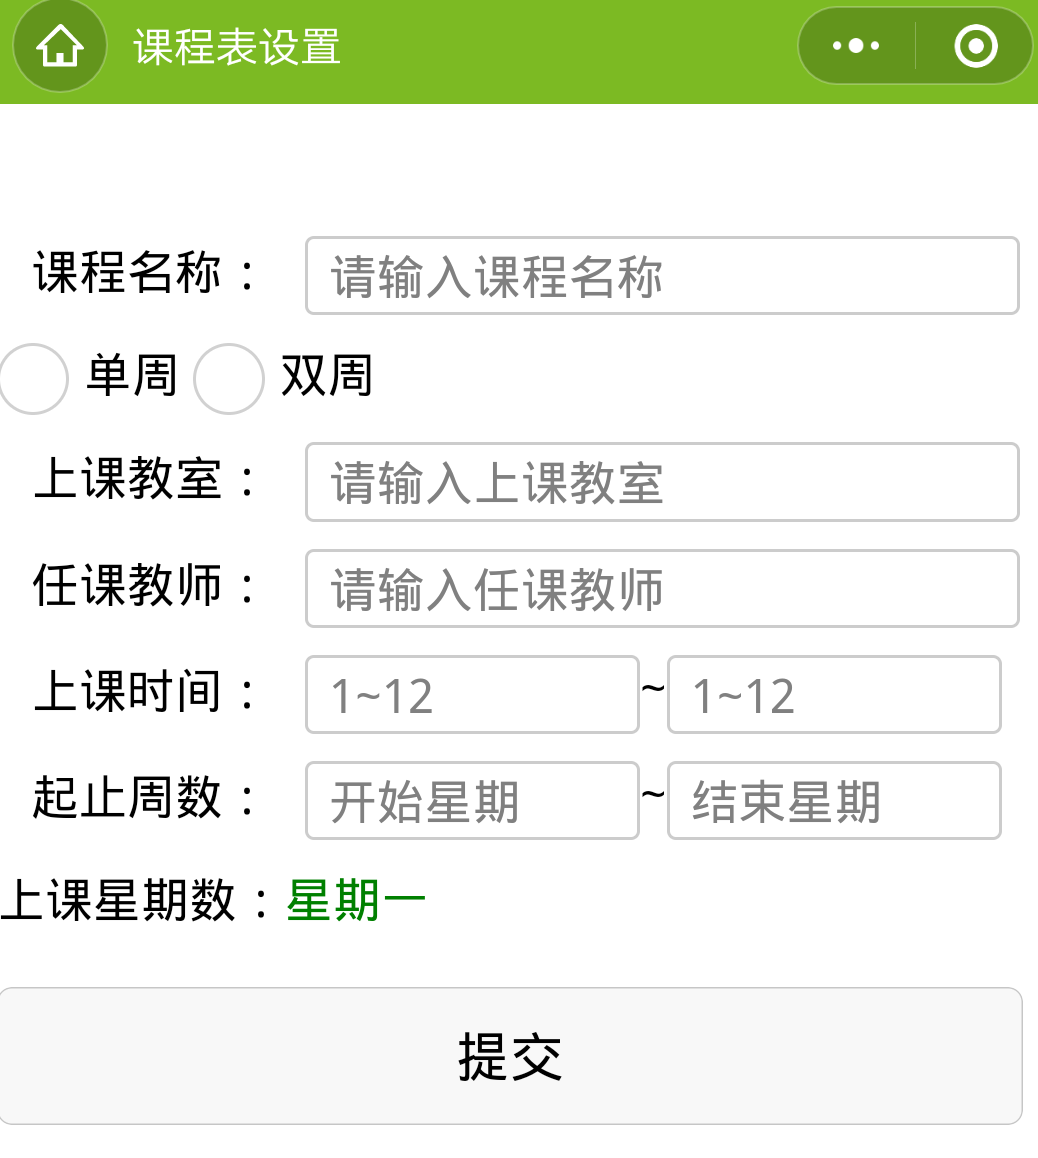 课程表设置
课程名称：请输入课程名称
单周 双周
上课教室：请输入上课教室
任课教师：请输入任课教师
上课时间：1~12 ~ 1~12
起止周数：开始星期 ~ 结束星期
上课星期数：星期一
提交